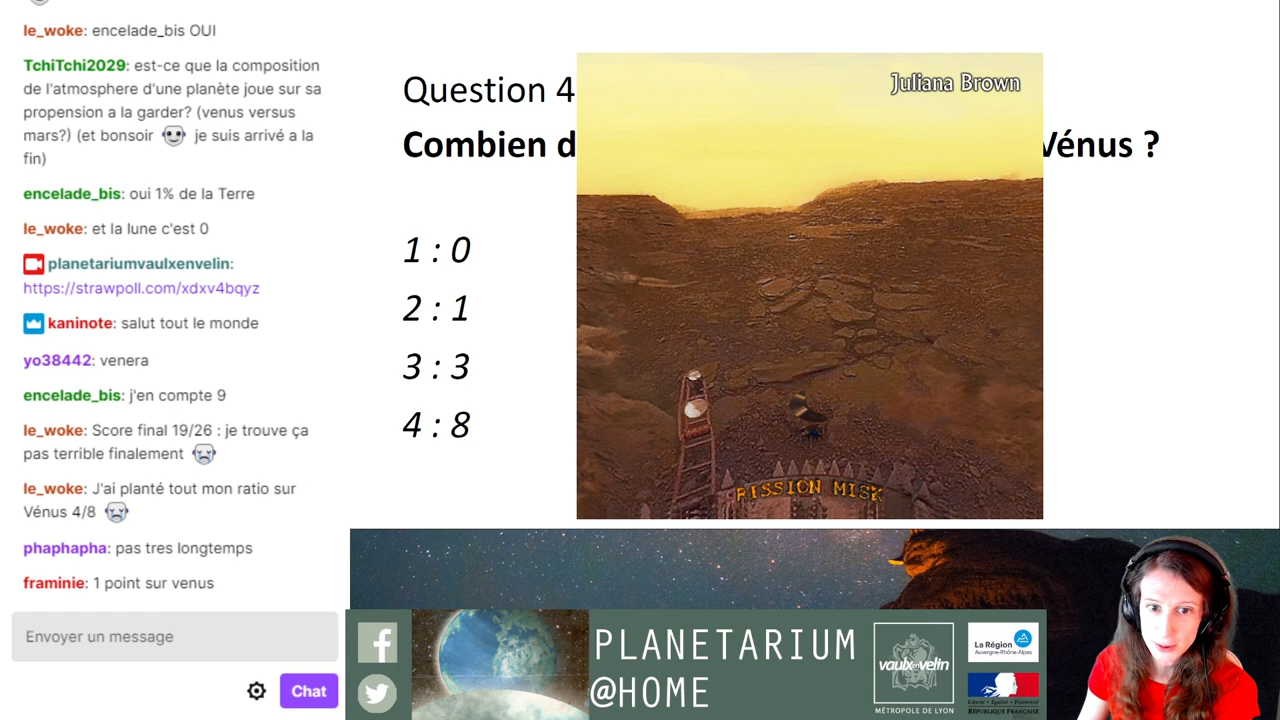 le_woke: encelade_bis OUI
TchiTchi2029: est-ce que la composition
de l'atmosphere d'une planète joue sur sa
propension a la garder? (venus versus
mars?) (et bonsoir je suis arrivé a la
fin)
encelade_bis: oui 1% de la Terre
le_woke: et la lune c'est 0
planetariumvaulxenvelin:
https://strawpoll.com/xdxv4bqyz
kaninote: salut tout le monde
yo38442: venera
encelade_bis: j'en compte 9
le_woke: Score final 19/26 : je trouve ça
pas terrible finalement
le_woke: J'ai planté tout mon ratio sur
Vénus 4/8
phaphapha: pas tres longtemps
framinie: 1 point sur venus
Envoyer un message
Chat
Question 4
Combien d
Vénus ?
1 : 0
2 : 1
3 : 3
4 : 8
Juliana Brown
RISSION MISK
PLANETARIUM
@HOME
vaulx en velin
MÉTROPOLE DE LYON
La Région
Auvergne-Rhône-Alpes
Liberté • Égalité • Fraternité
RÉPUBLIQUE FRANÇAISE